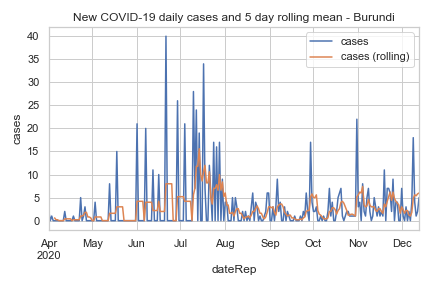 New COVID-19 daily cases and 5 day rolling mean - Burundi
cases
cases (rolling)
40
35
30
25
20
15
10
5
0
cases
Apr
2020
May
Jun
Jul
Aug
Sep
Oct
Nov
Dec
dateRep